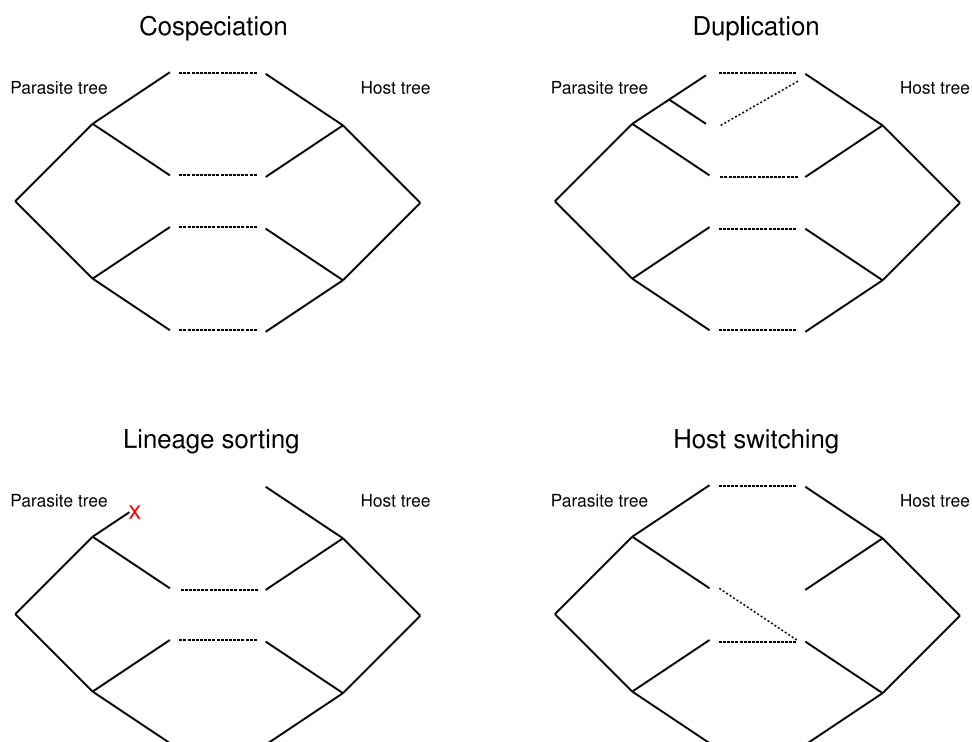 Cospeciation
Parasite tree
Host tree
Duplication
Parasite tree
Host tree
Lineage sorting
Parasite tree
X
Host tree
Host switching
Parasite tree
Host tree